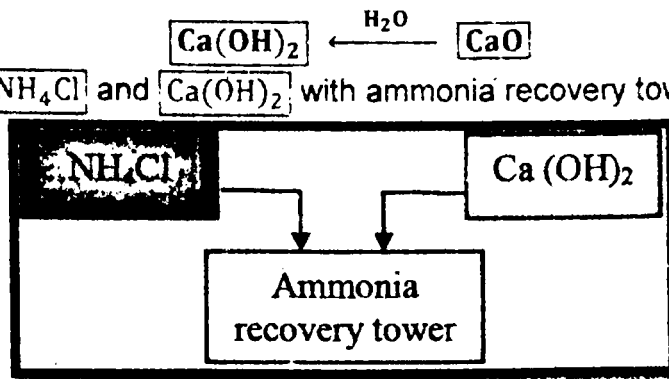 H₂O
Ca(OH)₂ ← CaO
NH₄Cl and Ca(OH)₂ with ammonia recovery tow
NH₄Cl Ca (OH)₂
Ammonia
recovery tower